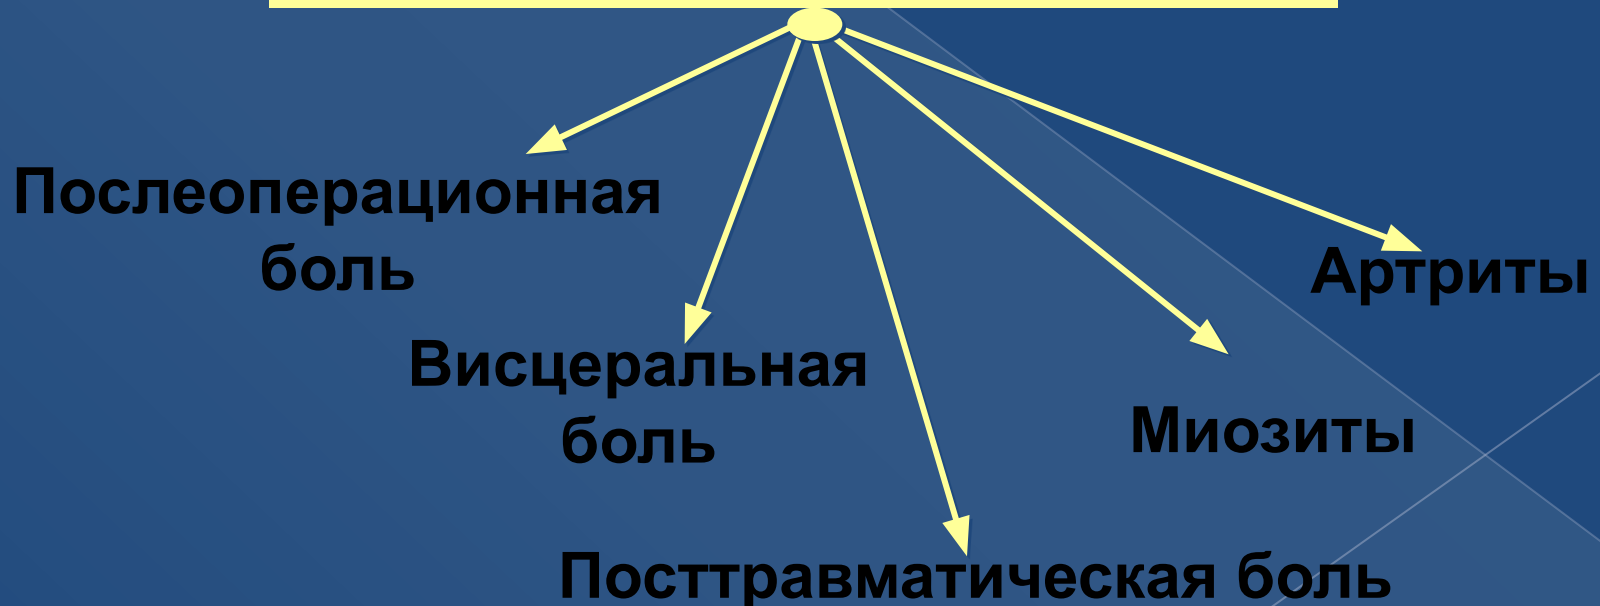 Послеоперационная
боль
Висцеральная
боль
Посттравматическая боль
Миозиты
Артриты